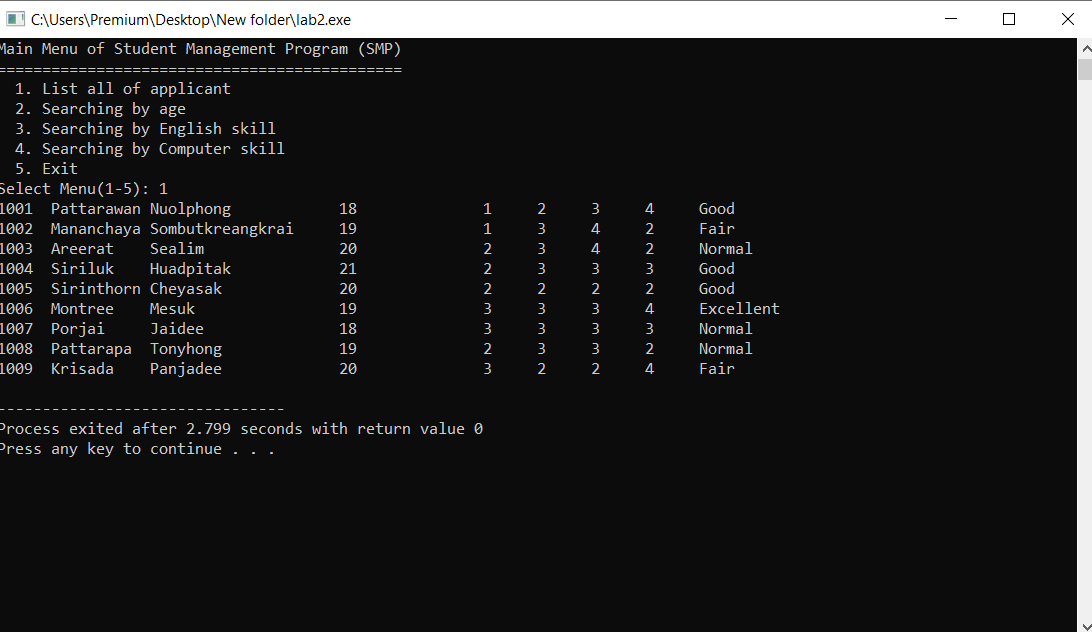 C:\Users\Premium\Desktop\New folder\lab2.exe
Main Menu of Student Management Program (SMP)
=============================================
  1. List all of applicant
  2. Searching by age
  3. Searching by English skill
  4. Searching by Computer skill
  5. Exit
Select Menu(1-5): 1
1001  Pattarawan Nuolphong            18              1     2     3     4     Good
1002  Mananchaya Sombutkreangkrai     19              1     3     4     2     Fair
1003  Areerat    Sealim               20              2     3     4     2     Normal
1004  Siriluk    Huadpitak            21              2     3     3     3     Good
1005  Sirinthorn Cheyasak             20              2     2     2     2     Good
1006  Montree    Mesuk                19              3     3     3     4     Excellent
1007  Porjai     Jaidee               18              3     3     3     3     Normal
1008  Pattarapa  Tonyhong             19              2     3     3     2     Normal
1009  Krisada    Panjadee             20              3     2     2     4     Fair
--------------------------------
Process exited after 2.799 seconds with return value 0
Press any key to continue . . .